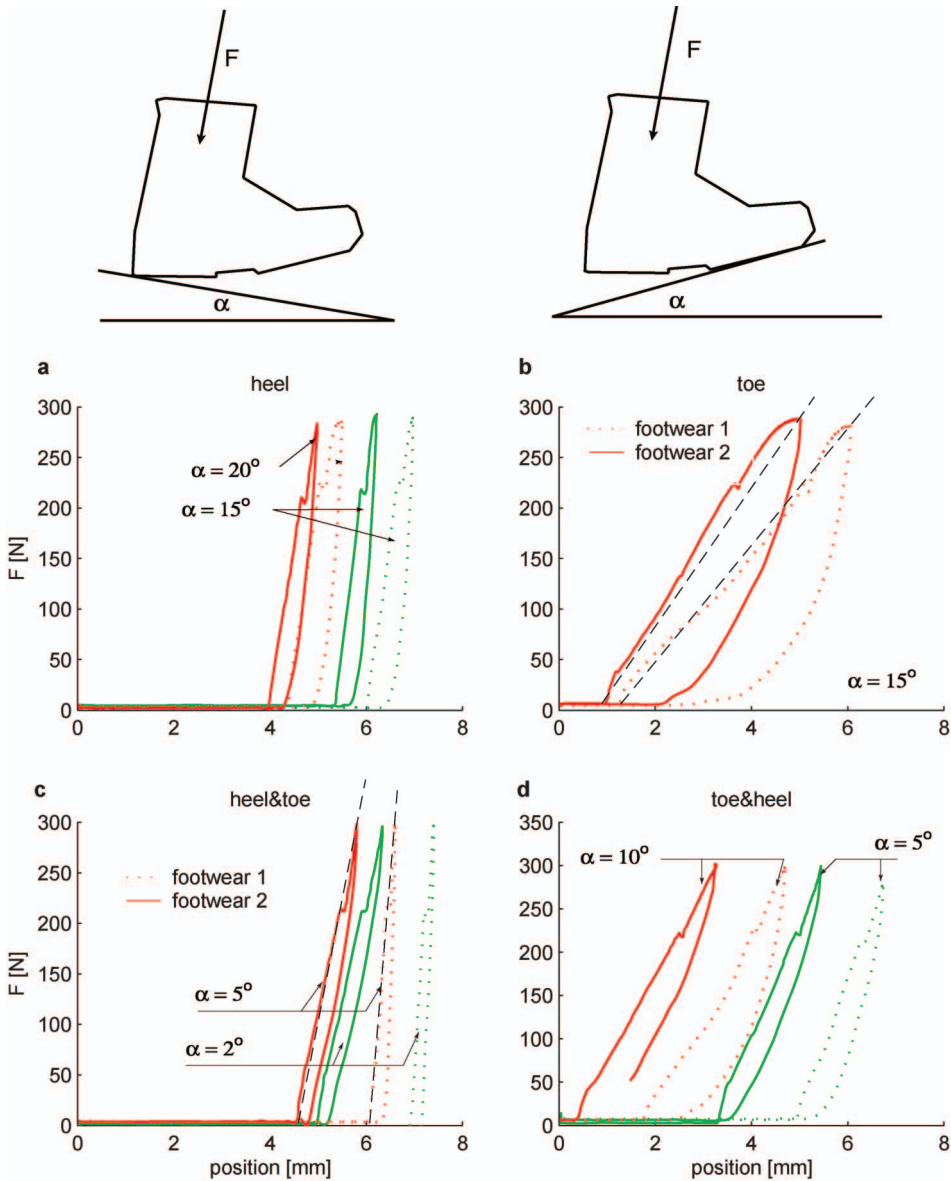 F
F
α
α
a
heel
b
toe
300
250
200
150
100
50
0
F [N]
α = 20°
α = 15°
0 2 4 6 8
300
250
200
150
100
50
0
footwear 1
footwear 2
α = 15°
0 2 4 6 8
c
heel&toe
d
toe&heel
300
250
200
150
100
50
0
F [N]
footwear 1
footwear 2
α = 5°
α = 2°
0 2 4 6 8
position [mm]
350
300
250
200
150
100
50
0
α = 10°
α = 5°
0 2 4 6 8
position [mm]